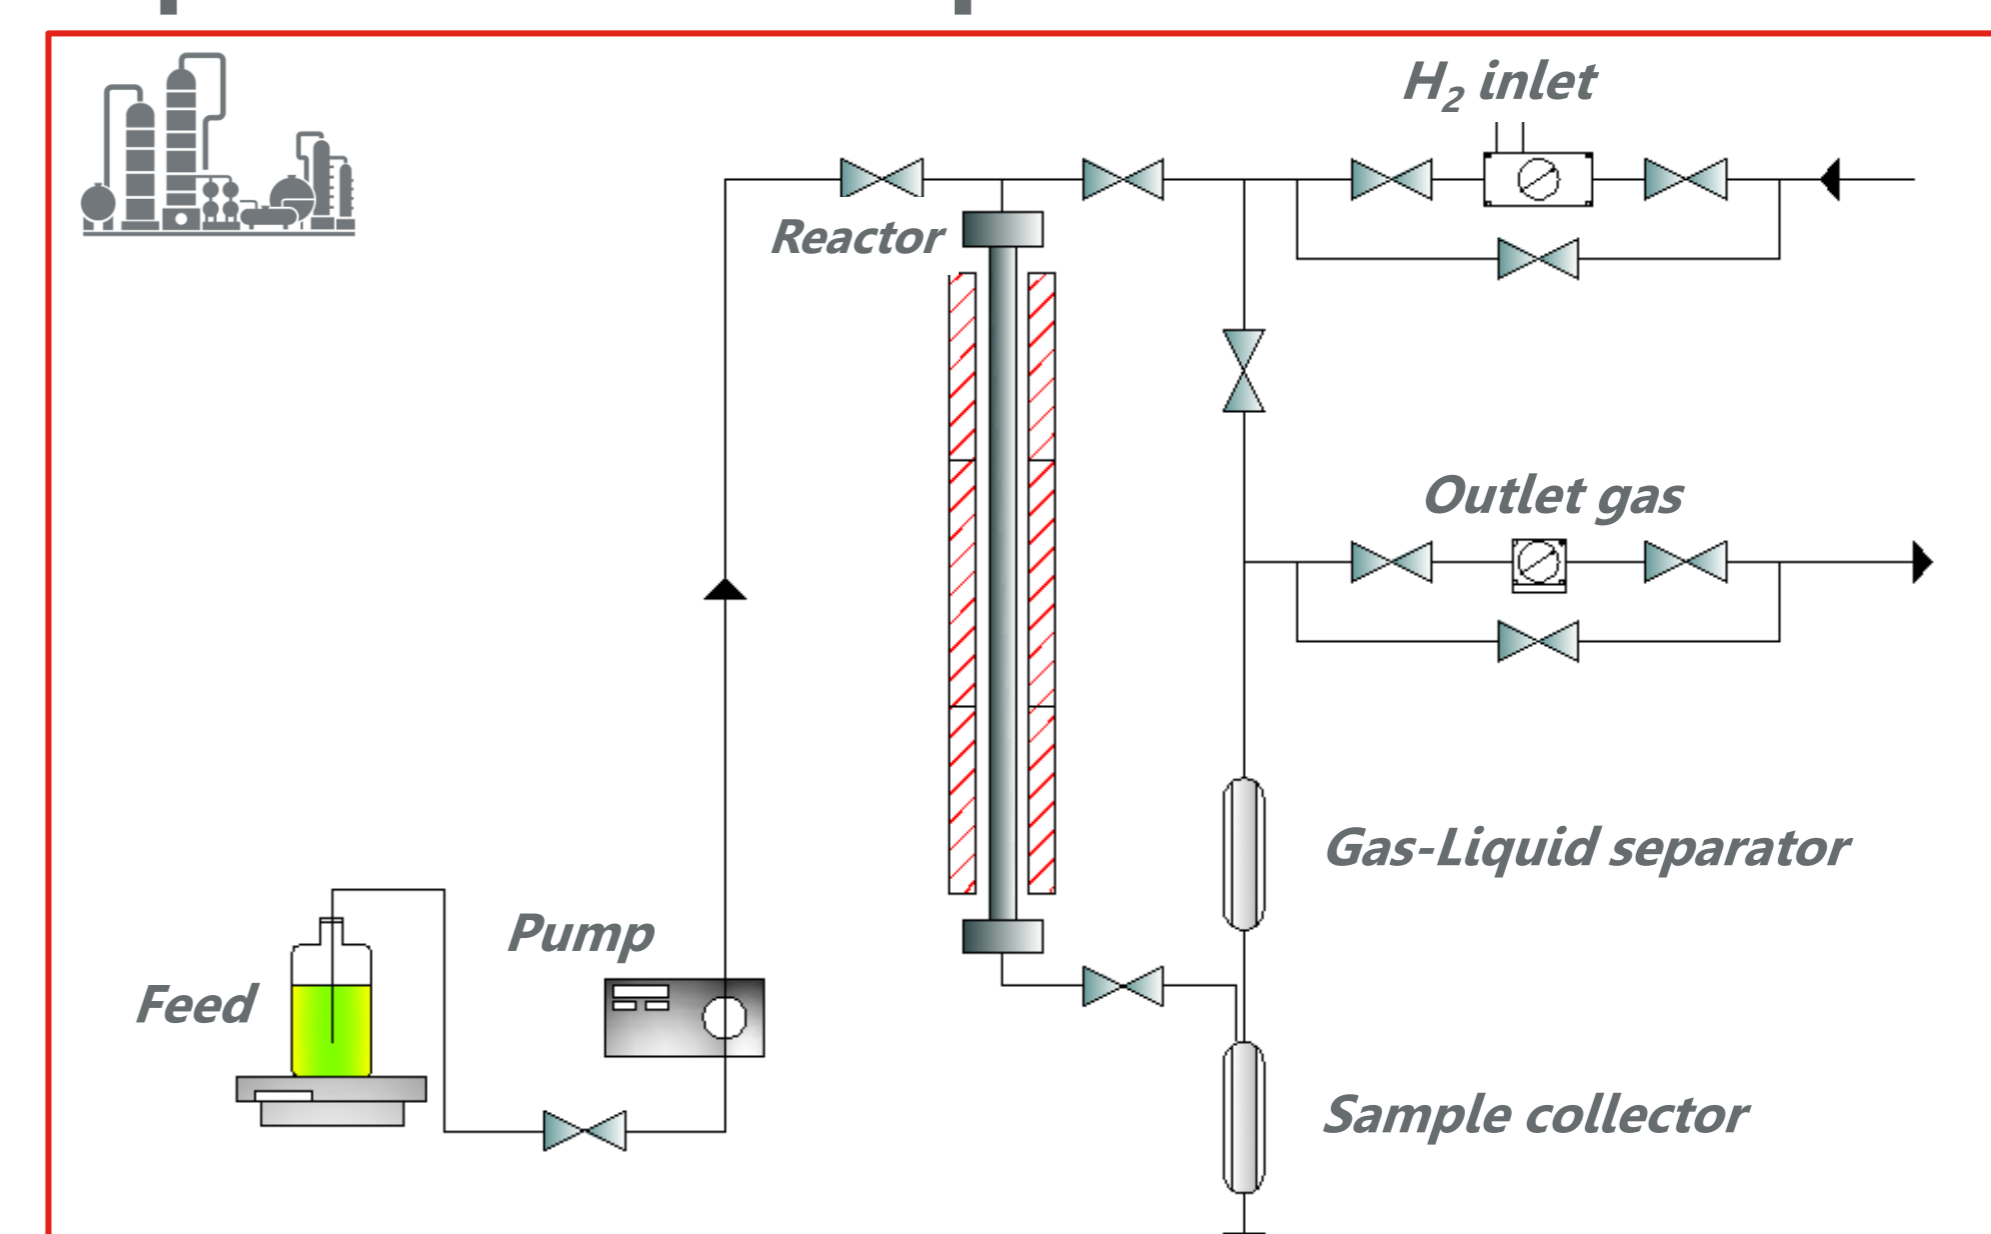 H2 inlet
Reactor
Outlet gas
Gas-Liquid separator
Pump
Feed
Sample collector